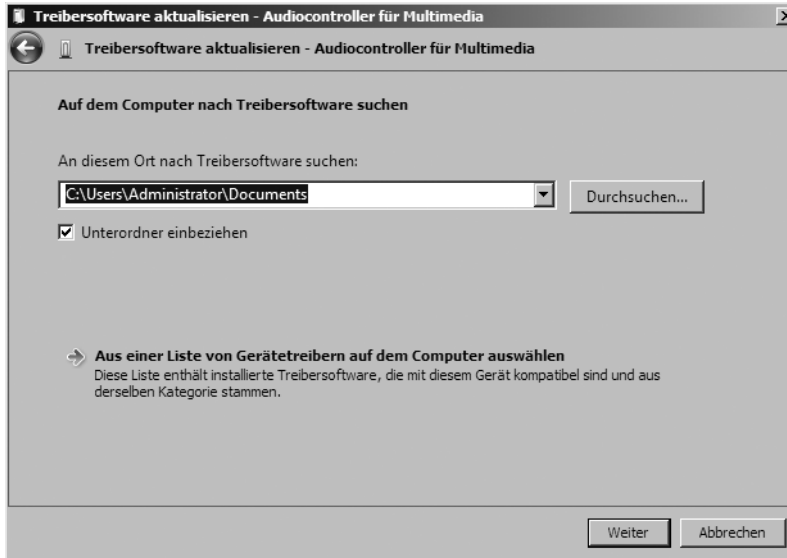 Treibersoftware aktualisieren - Audiocontroller für Multimedia
Treibersoftware aktualisieren - Audiocontroller für Multimedia
Auf dem Computer nach Treibersoftware suchen
An diesem Ort nach Treibersoftware suchen:
C:\Users\Administrator\Documents
Durchsuchen...
Unterordner einbeziehen
Aus einer Liste von Gerätetreibern auf dem Computer auswählen
Diese Liste enthält installierte Treibersoftware, die mit diesem Gerät kompatibel sind und aus
derselben Kategorie stammen.
Weiter
Abbrechen